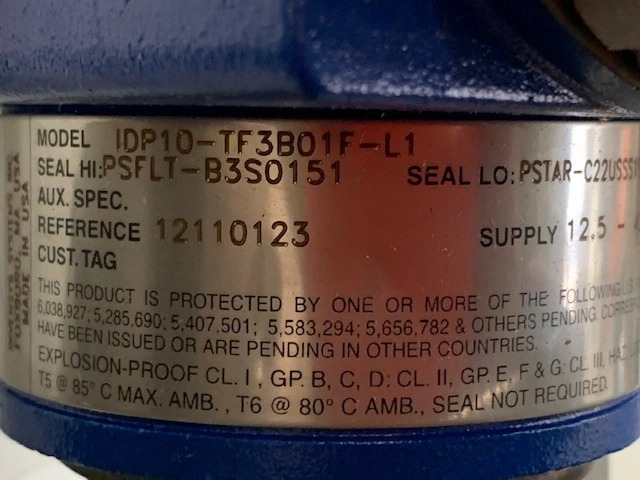 MODEL IDP10-TF3B01F-L1
SEAL HI:PSFLT-B3S0151 SEAL LO:PSTAR-C22USSS
AUX. SPEC.
REFERENCE 12110123 SUPPLY 12.5 -
CUST. TAG
THIS PRODUCT IS PROTECTED BY ONE OR MORE OF THE FOLLOWING U.S.
6,038,927; 5,285,690; 5,407.501; 5,583,294; 5,656,782 & OTHERS PENDING.
HAVE BEEN ISSUED OR ARE PENDING IN OTHER COUNTRIES.
EXPLOSION-PROOF CL. I , GP. B, C, D: CL. II, GP. E, F & G: CL. III,
T5 @ 85° C MAX. AMB. , T6 @ 80° C AMB., SEAL NOT REQUIRED.
MADE IN USA